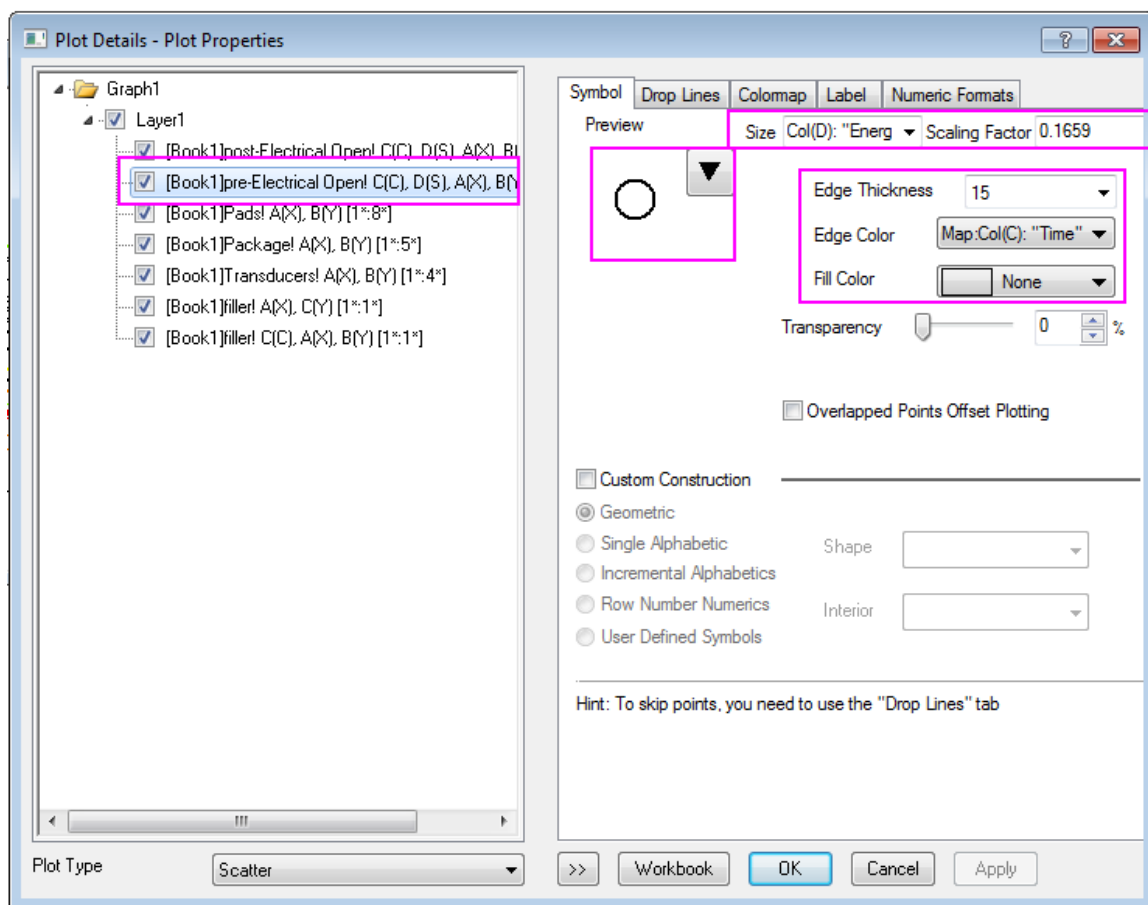 Plot Details - Plot Properties
?
Graph1
Layer1
[Book1]post-Electrical Open! C(C), D(S), A(X), B(
[Book1]pre-Electrical Open! C(C), D(S), A(X), B(Y
[Book1]Pads! A(X), B(Y) [1*:8*]
[Book1]Package! A(X), B(Y) [1*:5*]
[Book1]Transducers! A(X), B(Y) [1*:4*]
[Book1]filler! A(X), C(Y) [1*:1*]
[Book1]filler! C(C), A(X), B(Y) [1*:1*]
Plot Type Scatter
Symbol Drop Lines Colormap Label Numeric Formats
Preview
Size Col(D): "Energ Scaling Factor 0.1659
Edge Thickness 15
Edge Color Map:Col(C): "Time"
Fill Color None
Transparency 0 %
Overlapped Points Offset Plotting
Custom Construction
Geometric
Single Alphabetic Shape
Incremental Alphabetics
Row Number Numerics Interior
User Defined Symbols
Hint: To skip points, you need to use the "Drop Lines" tab
>> Workbook OK Cancel Apply